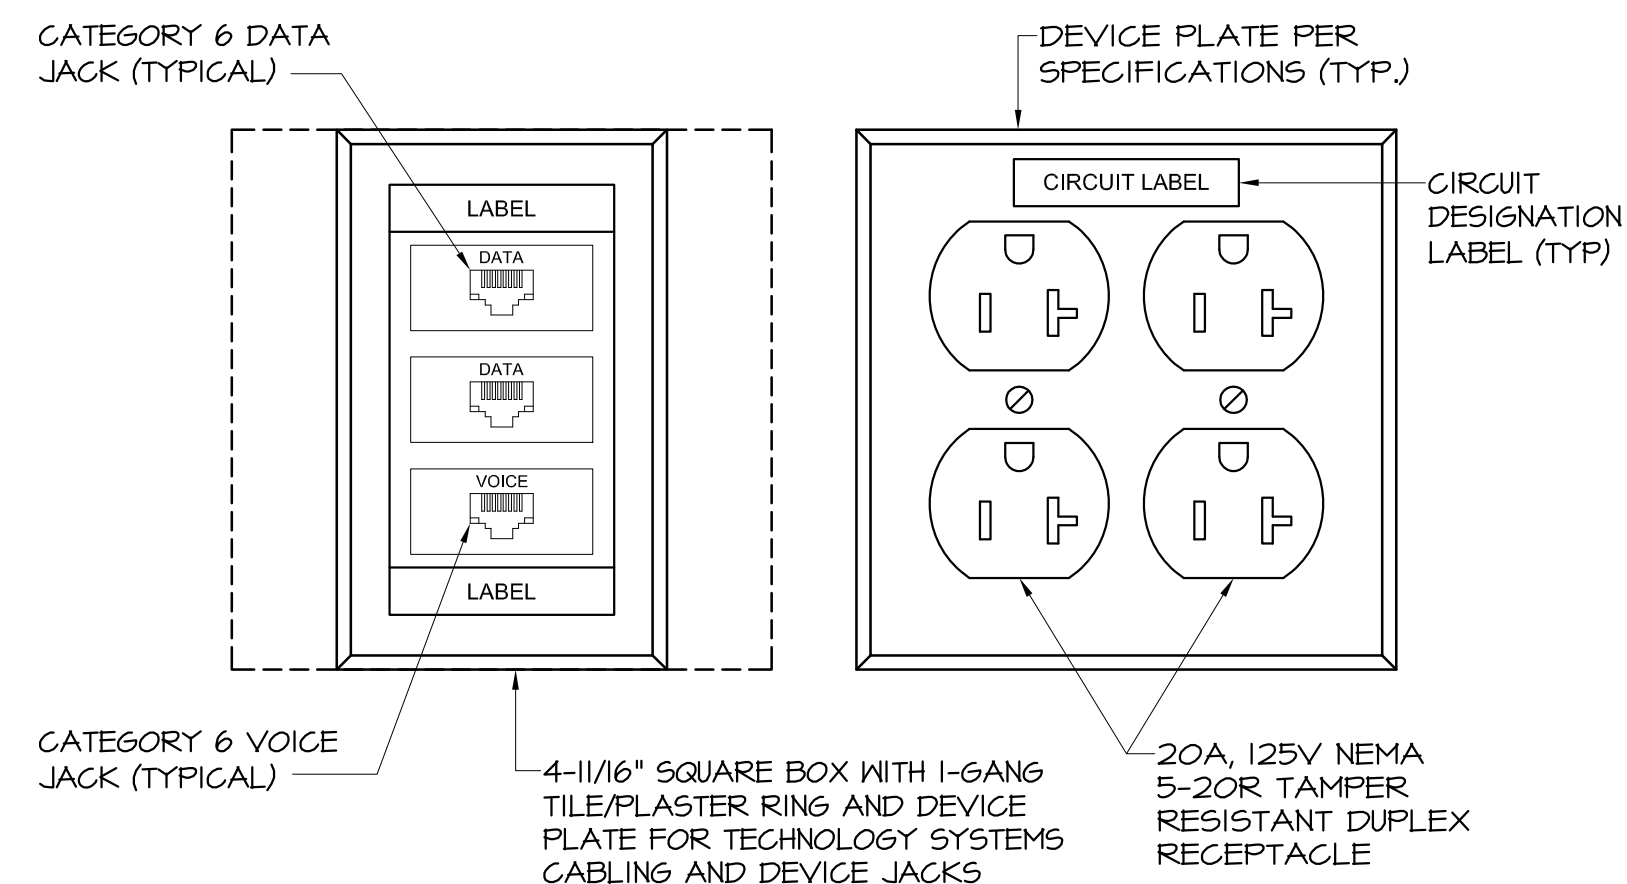 CATEGORY 6 DATA
JACK (TYPICAL)
DEVICE PLATE PER
SPECIFICATIONS (TYP.)
CIRCUIT LABEL
CIRCUIT
DESIGNATION
LABEL (TYP)
LABEL
DATA
DATA
VOICE
LABEL
CATEGORY 6 VOICE
JACK (TYPICAL)
4-11/16" SQUARE BOX WITH 1-GANG
TILE/PLASTER RING AND DEVICE
PLATE FOR TECHNOLOGY SYSTEMS
CABLING AND DEVICE JACKS
20A, 125V NEMA
5-20R TAMPER
RESISTANT DUPLEX
RECEPTACLE